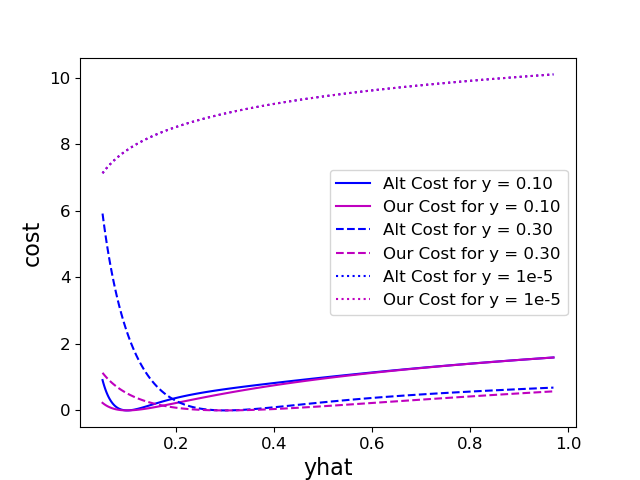 10
8
6
4
2
0
cost
Alt Cost for y = 0.10
Our Cost for y = 0.10
Alt Cost for y = 0.30
Our Cost for y = 0.30
Alt Cost for y = 1e-5
Our Cost for y = 1e-5
0.2 0.4 0.6 0.8 1.0
yhat